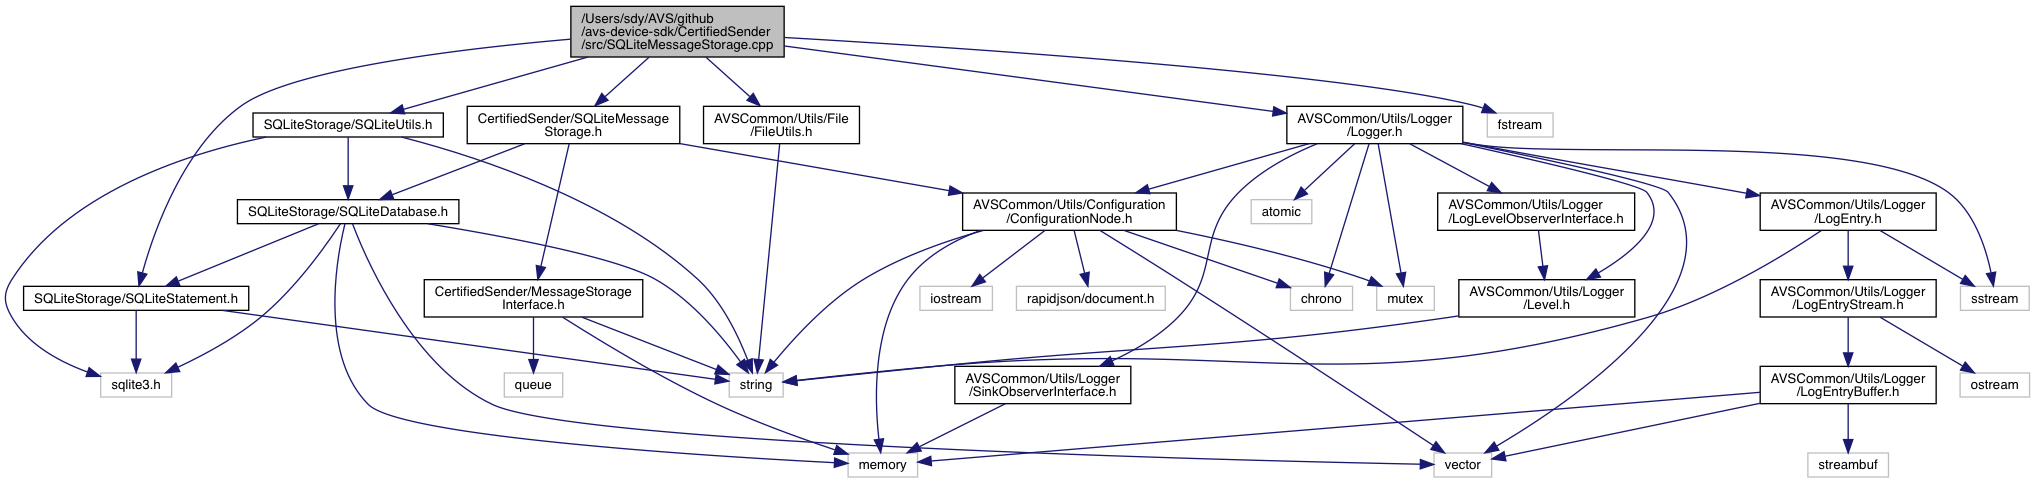 /Users/sdy/AVS/github
/avs-device-sdk/CertifiedSender
/src/SQLiteMessageStorage.cpp
SQLiteStorage/SQLiteUtils.h
CertifiedSender/SQLiteMessage
Storage.h
AVSCommon/Utils/File
/FileUtils.h
AVSCommon/Utils/Logger
/Logger.h
fstream
SQLiteStorage/SQLiteDatabase.h
AVSCommon/Utils/Configuration
/ConfigurationNode.h
atomic
AVSCommon/Utils/Logger
/LogLevelObserverInterface.h
AVSCommon/Utils/Logger
/LogEntry.h
SQLiteStorage/SQLiteStatement.h
CertifiedSender/MessageStorage
Interface.h
iostream
rapidjson/document.h
chrono
mutex
AVSCommon/Utils/Logger
/Level.h
AVSCommon/Utils/Logger
/LogEntryStream.h
sstream
sqlite3.h
queue
string
AVSCommon/Utils/Logger
/SinkObserverInterface.h
AVSCommon/Utils/Logger
/LogEntryBuffer.h
ostream
memory
vector
streambuf